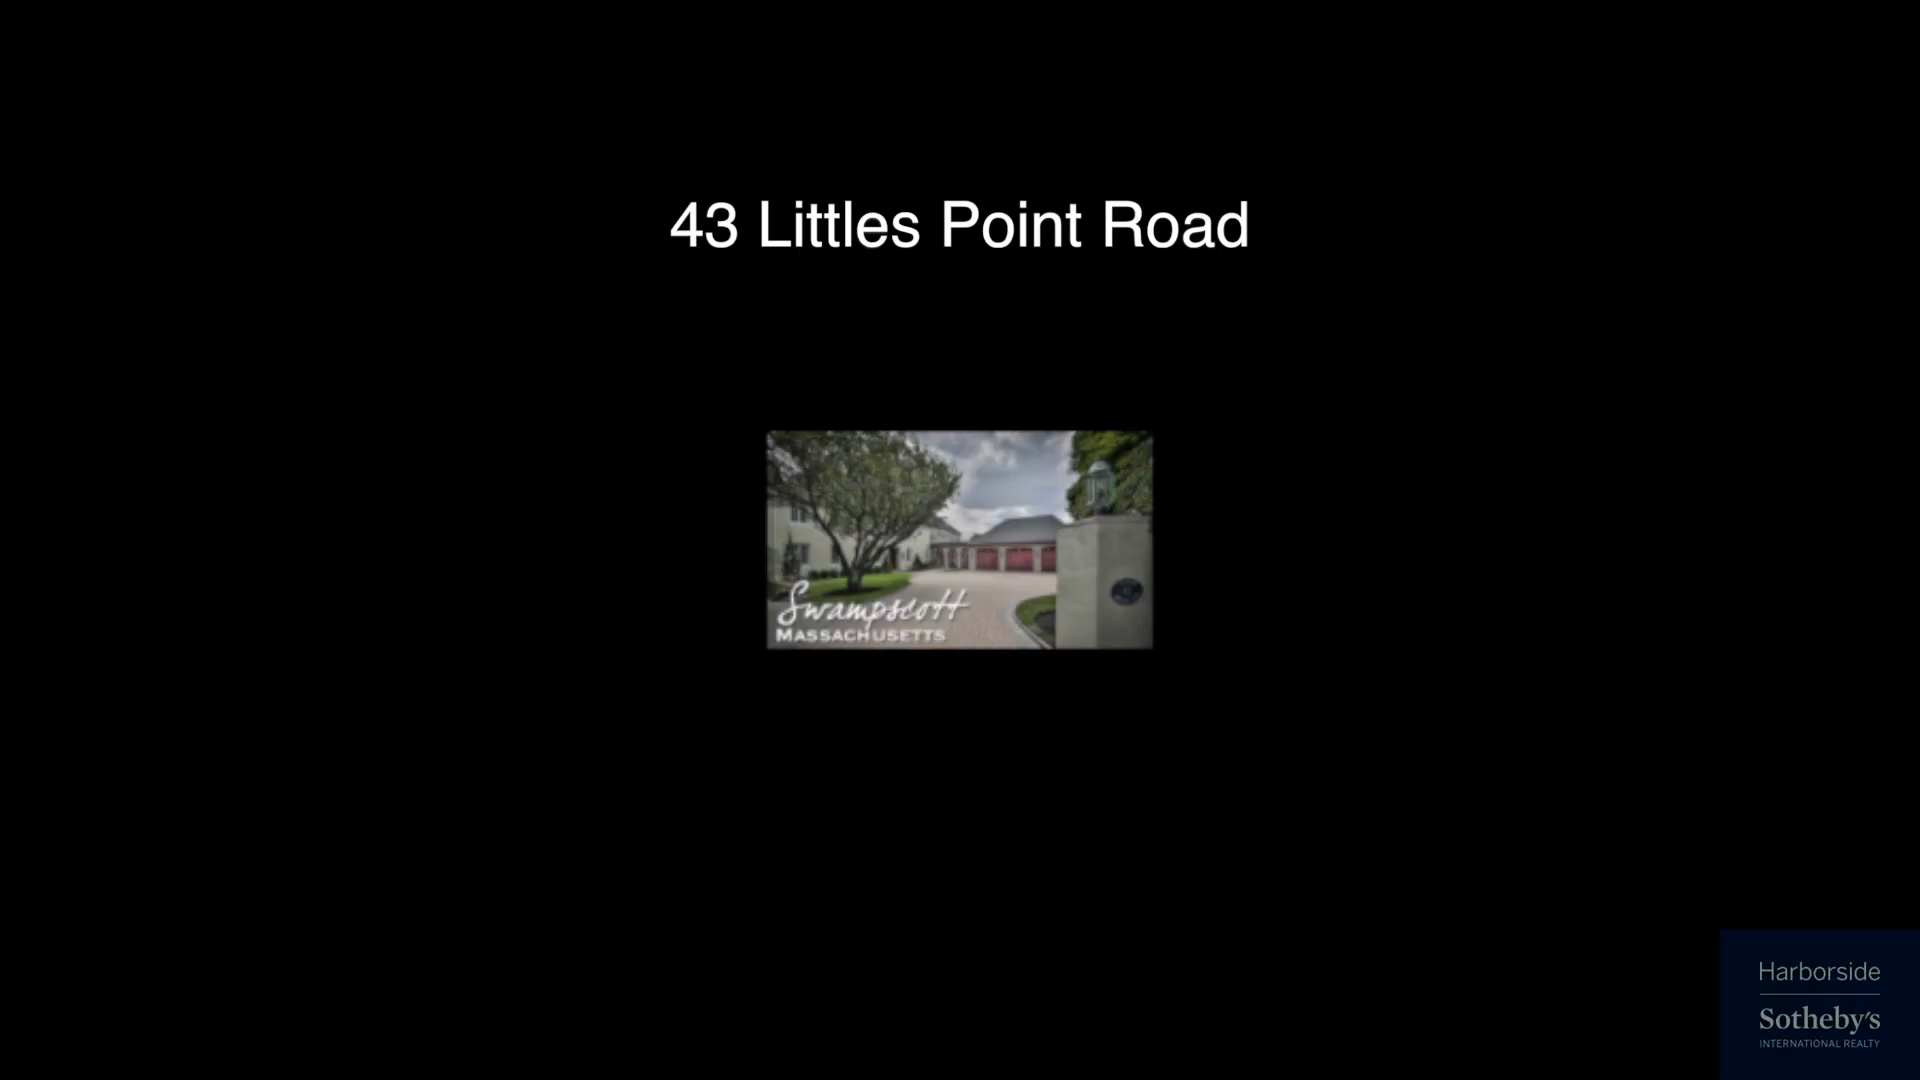 43 Littles Point Road
Swampscott
MASSACHUSETTS
Harborside
Sotheby's
INTERNATIONAL REALTY